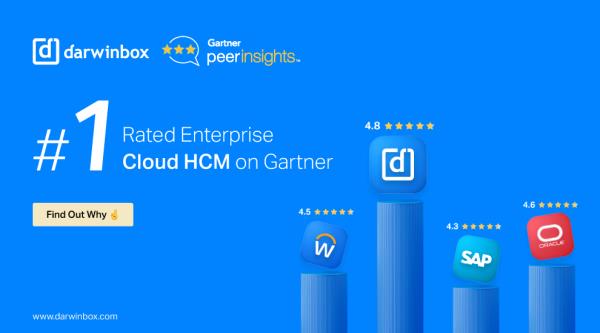 darwinbox
Gartner
peerinsights™
#1
Rated Enterprise
Cloud HCM on Gartner
Find Out Why ✌
4.8
4.5
4.3
4.6
d
W
SAP
ORACLE
www.darwinbox.com